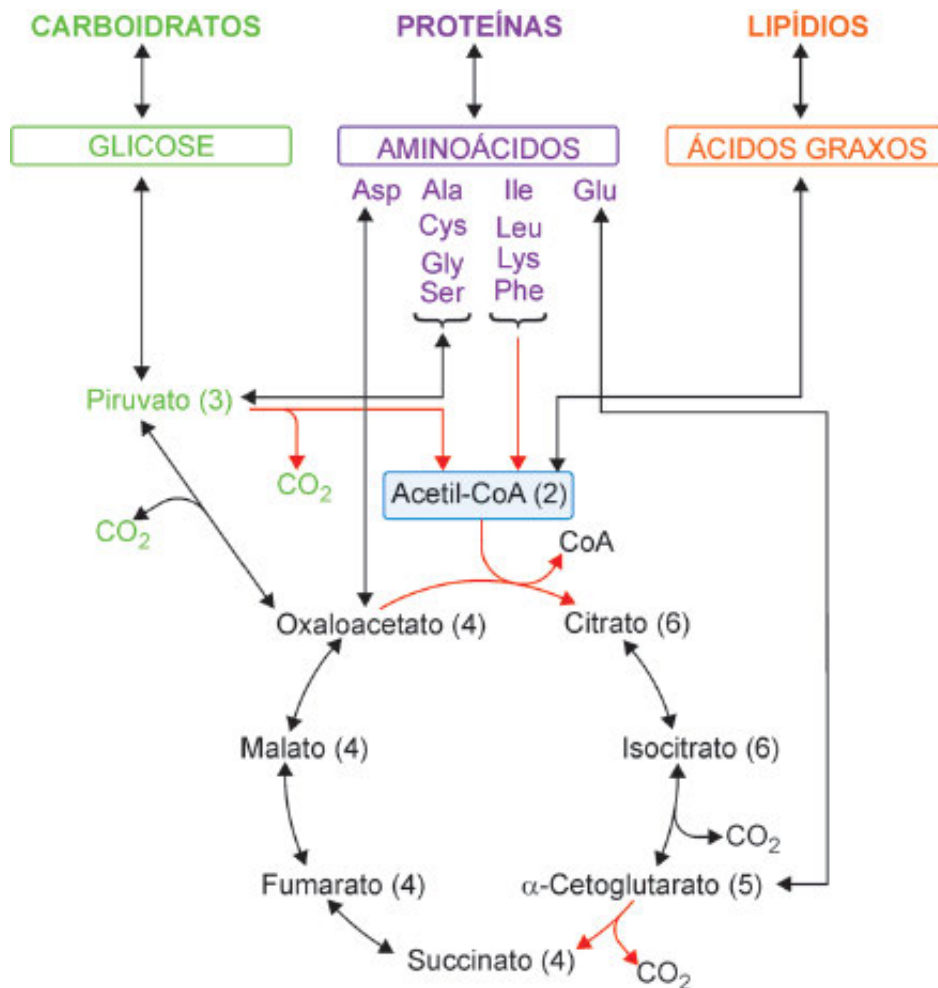 CARBOIDRATOS PROTEÍNAS LIPÍDIOS
GLICOSE AMINOÁCIDOS ÁCIDOS GRAXOS
Asp Ala Ile Glu
Cys Leu
Gly Lys
Ser Phe
Piruvato (3)
CO₂
Acetil-CoA (2)
CO₂
CoA
Oxaloacetato (4) Citrato (6)
Malato (4) Isocitrato (6)
CO₂
Fumarato (4) α-Cetoglutarato (5)
Succinato (4) CO₂